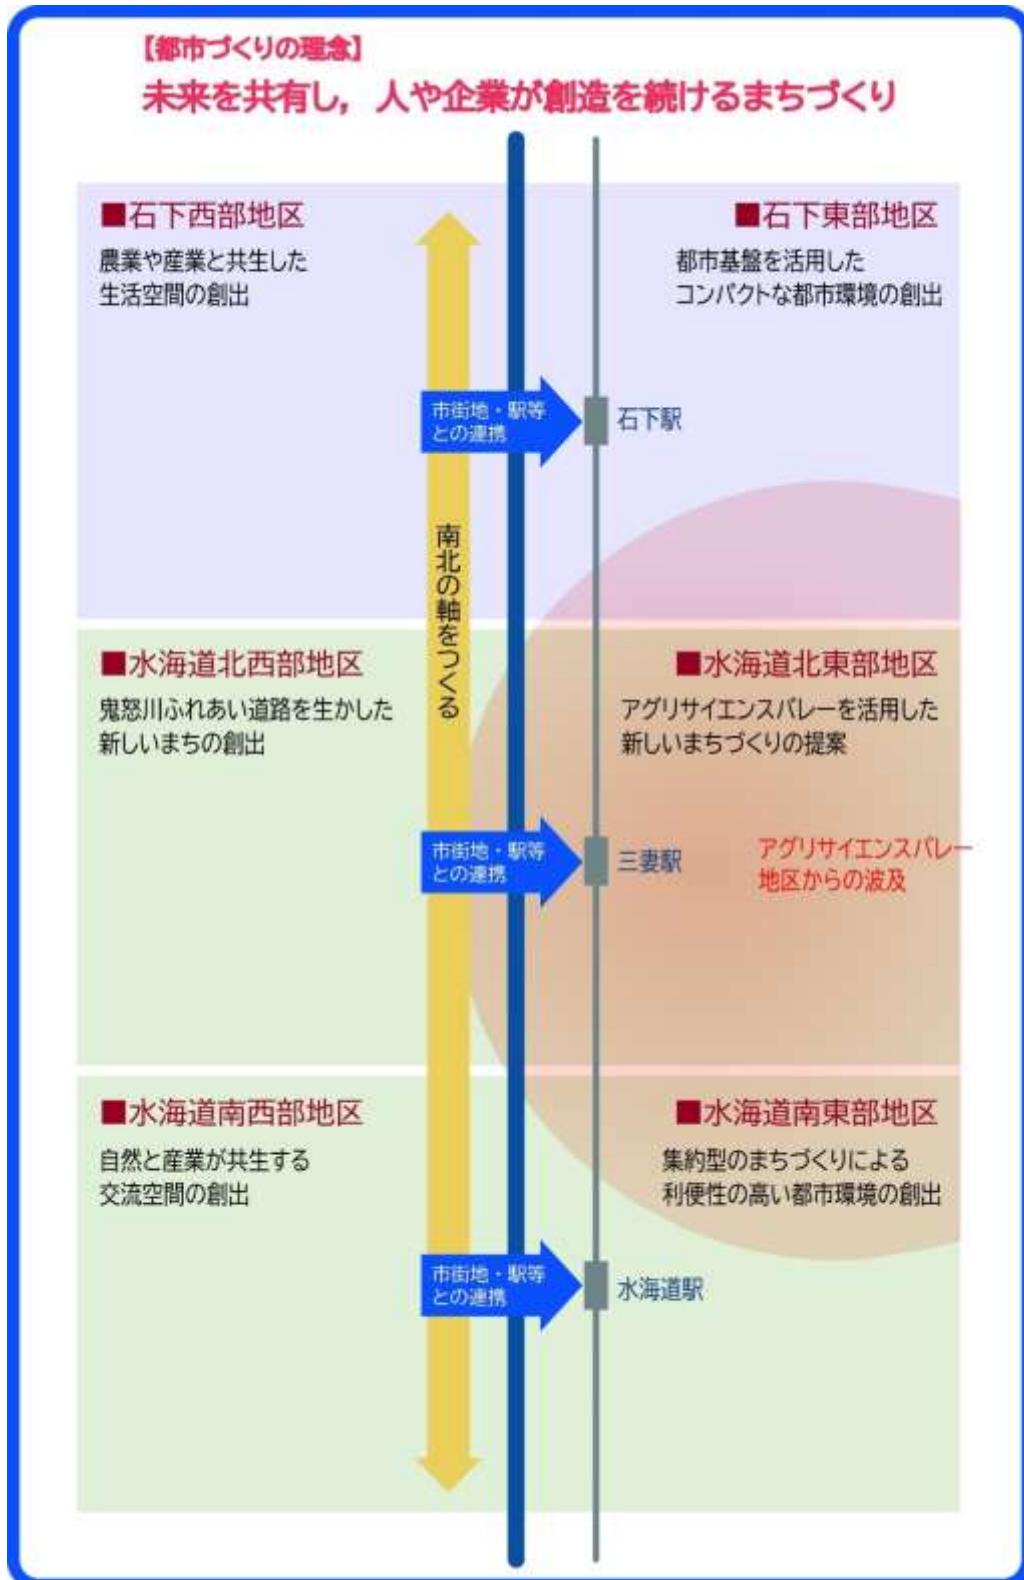 【都市づくりの理念】
未来を共有し，人や企業が創造を続けるまちづくり
■石下西部地区
農業や産業と共生した
生活空間の創出
■石下東部地区
都市基盤を活用した
コンパクトな都市環境の創出
市街地・駅等
との連携
石下駅
南北の軸をつくる
■水海道北西部地区
鬼怒川ふれあい道路を生かした
新しいまちの創出
■水海道北東部地区
アグリサイエンスバレーを活用した
新しいまちづくりの提案
市街地・駅等
との連携
三妻駅
アグリサイエンスバレー
地区からの波及
■水海道南西部地区
自然と産業が共生する
交流空間の創出
■水海道南東部地区
集約型のまちづくりによる
利便性の高い都市環境の創出
市街地・駅等
との連携
水海道駅